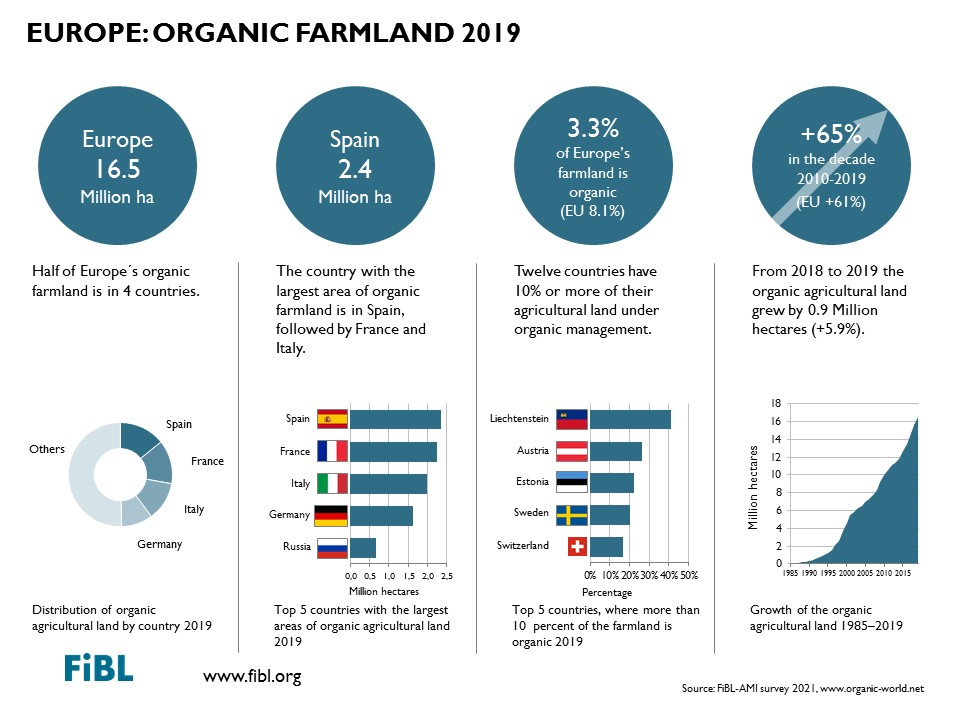 EUROPE: ORGANIC FARMLAND 2019
Europe
16.5
Million ha
Spain
2.4
Million ha
3.3%
of Europe's
farmland is
organic
(EU 8.1%)
+65%
in the decade
2010-2019
(EU +61%)
Half of Europe´s organic
farmland is in 4 countries.
The country with the
largest area of organic
farmland is in Spain,
followed by France and
Italy.
Twelve countries have
10% or more of their
agricultural land under
organic management.
From 2018 to 2019 the
organic agricultural land
grew by 0.9 Million
hectares (+5.9%).
Others
Spain
France
Italy
Germany
Distribution of organic
agricultural land by country 2019
Spain
France
Italy
Germany
Russia
0,0 0,5 1,0 1,5 2,0 2,5
Million hectares
Top 5 countries with the largest
areas of organic agricultural land
2019
Liechtenstein
Austria
Estonia
Sweden
Switzerland
0% 10% 20% 30% 40% 50%
Percentage
Top 5 countries, where more than
10 percent of the farmland is
organic 2019
Million hectares
18
16
14
12
10
8
6
4
2
0
1985 1990 1995 2000 2005 2010 2015
Growth of the organic
agricultural land 1985–2019
FiBL
www.fibl.org
Source: FiBL-AMI survey 2021, www.organic-world.net